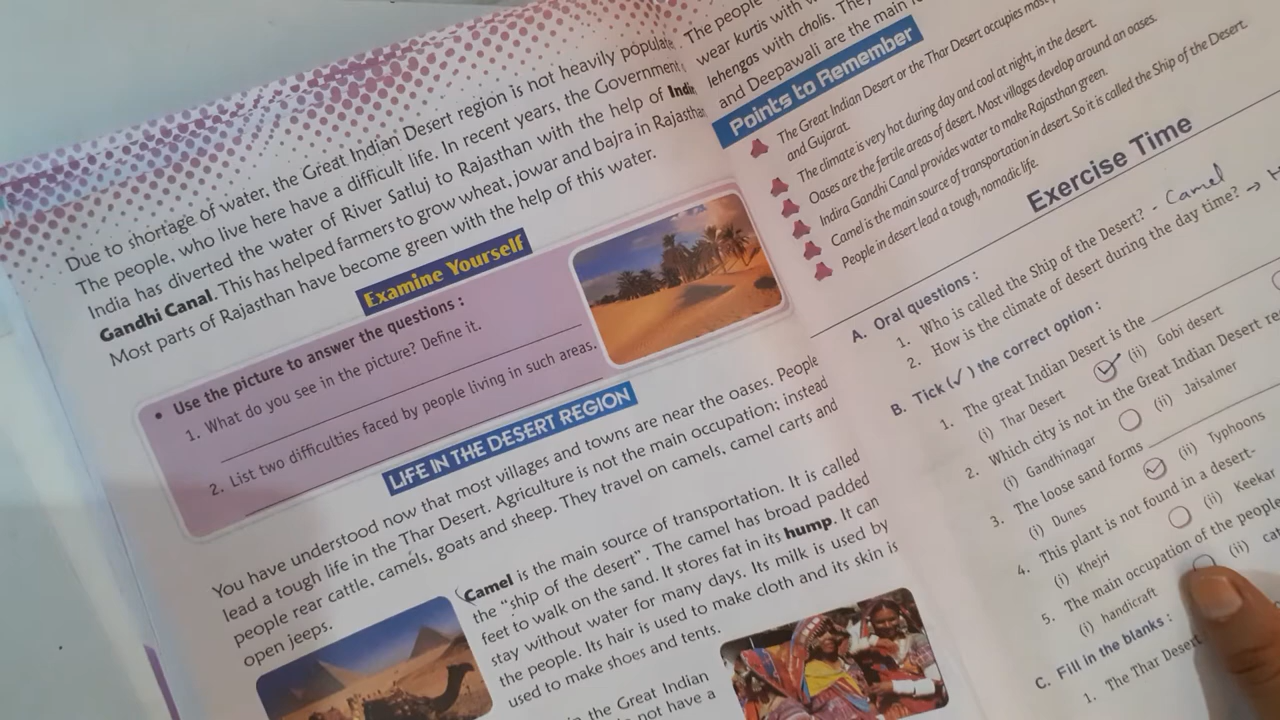 Due to shortage of water, the Great Indian Desert region is not heavily
The people, who live here have a difficult life. In recent years, the Government
India has diverted the water of River Satluj to Rajasthan with the help of
Gandhi Canal. This has helped farmers to grow wheat, jowar and bajra in
Most parts of Rajasthan have become green with the help of this water.
Examine Yourself
• Use the picture to answer the questions :
1. What do you see in the picture? Define it.
2. List two difficulties faced by people living in such areas.
LIFE IN THE DESERT REGION
You have understood now that most villages and towns are near the oases. People
lead a tough life in the Thar Desert. Agriculture is not the main occupation; instead
people rear cattle, camels, goats and sheep. They travel on camels, camel carts and
open jeeps.
Camel is the main source of transportation. It is called
the "ship of the desert". The camel has broad padded
feet to walk on the sand. It stores fat in its hump. It can
stay without water for many days. Its milk is used by
the people. Its hair is used to make cloth and its skin is
used to make shoes and tents.
the Great Indian
not have a
The people
wear kurtis with
lehengas with cholis. They
and Deepawali are the main
Points to Remember
The Great Indian Desert or the Thar Desert occupies
and Gujarat.
The climate is very hot during day and cool at night, in the desert.
Oases are the fertile areas of desert. Most villages develop around an oases.
Indira Gandhi Canal provides water to make Rajasthan green.
Camel is the main source of transportation in desert. So it is called the Ship of the Desert.
People in desert lead a tough, nomadic life.
Exercise Time
A. Oral questions :
1. Who is called the Ship of the Desert? - Camel
2. How is the climate of desert during the day time? →
B. Tick (✓) the correct option :
1. The great Indian Desert is the
(i) Thar Desert (ii) Gobi desert
2. Which city is not in the Great Indian Desert
(i) Gandhinagar (ii) Jaisalmer
3. The loose sand forms
(i) Dunes (ii) Typhoons
4. This plant is not found in a desert-
(i) Khejri (ii) Keekar
5. The main occupation of the people
(i) handicraft (ii)
C. Fill in the blanks :
1. The Thar Desert